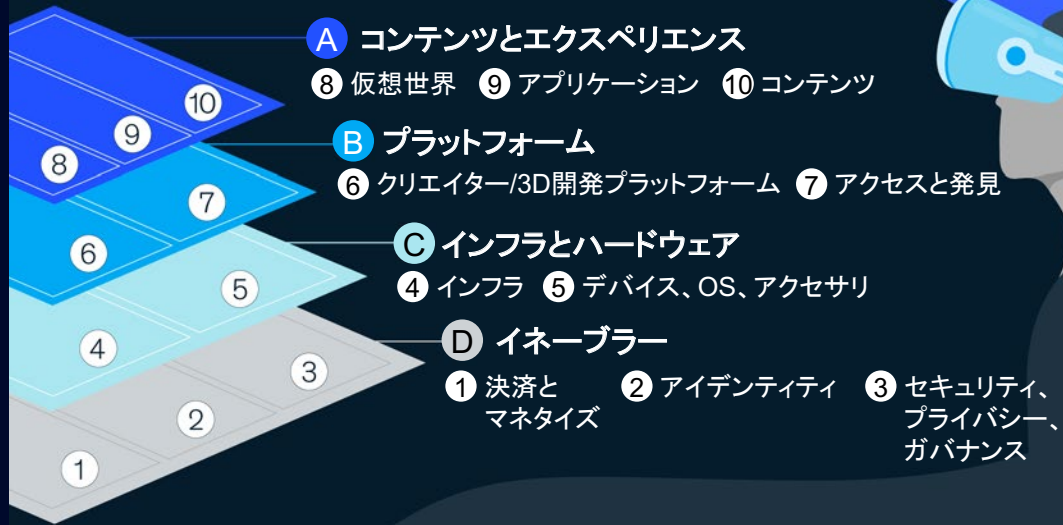 A コンテンツとエクスペリエンス
8 仮想世界 9 アプリケーション 10 コンテンツ
B プラットフォーム
6 クリエイター/3D開発プラットフォーム 7 アクセスと発見
C インフラとハードウェア
4 インフラ 5 デバイス、OS、アクセサリ
D イネーブラー
1 決済と
マネタイズ
2 アイデンティティ
3 セキュリティ、
プライバシー、
ガバナンス
10
9
8
7
6
5
4
3
2
1